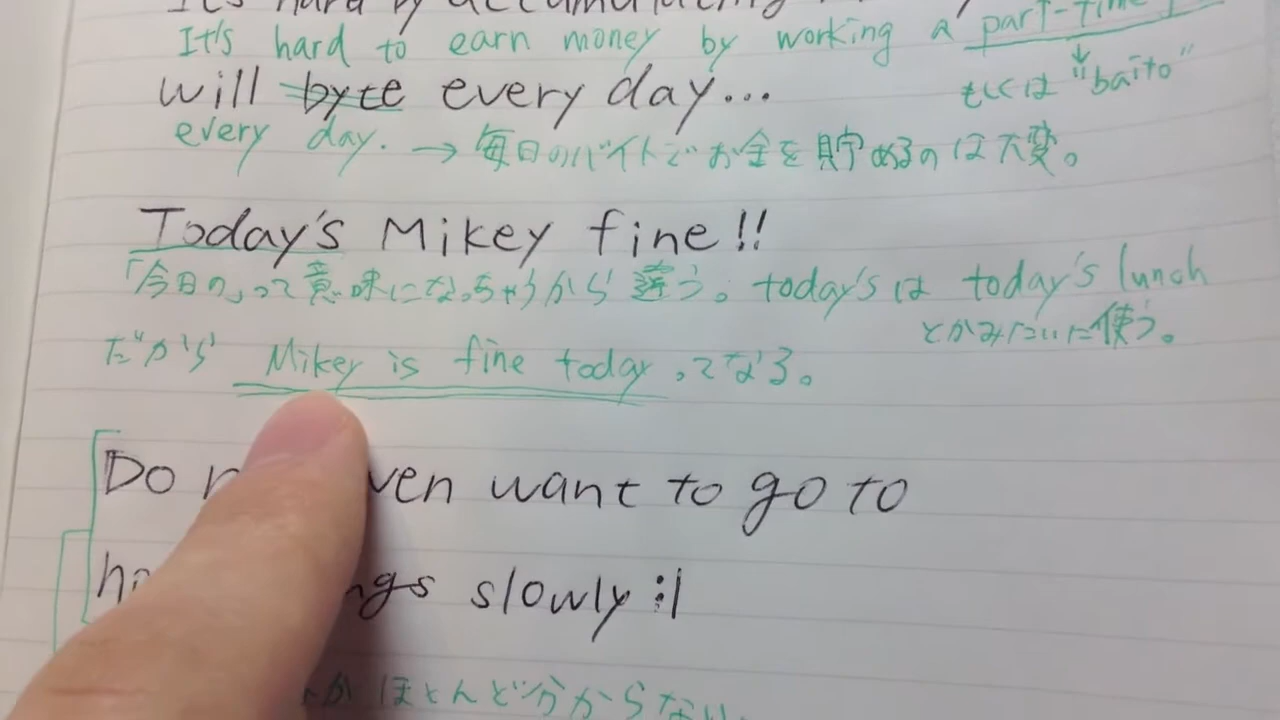 It's hard by accumulating
It's hard to earn money by working a part-time
will byte every day...
もしくは "baito"
every day. → 毎日のバイトでお金を貯めるのは大変。
Today's Mikey fine!!
「今日の」って意味になっちゃうから違う。today'sは today's lunch
とかみたいに使う。
だから Mikey is fine today ってなる。
Do want to go to
slowly :|
ほとんど分からない